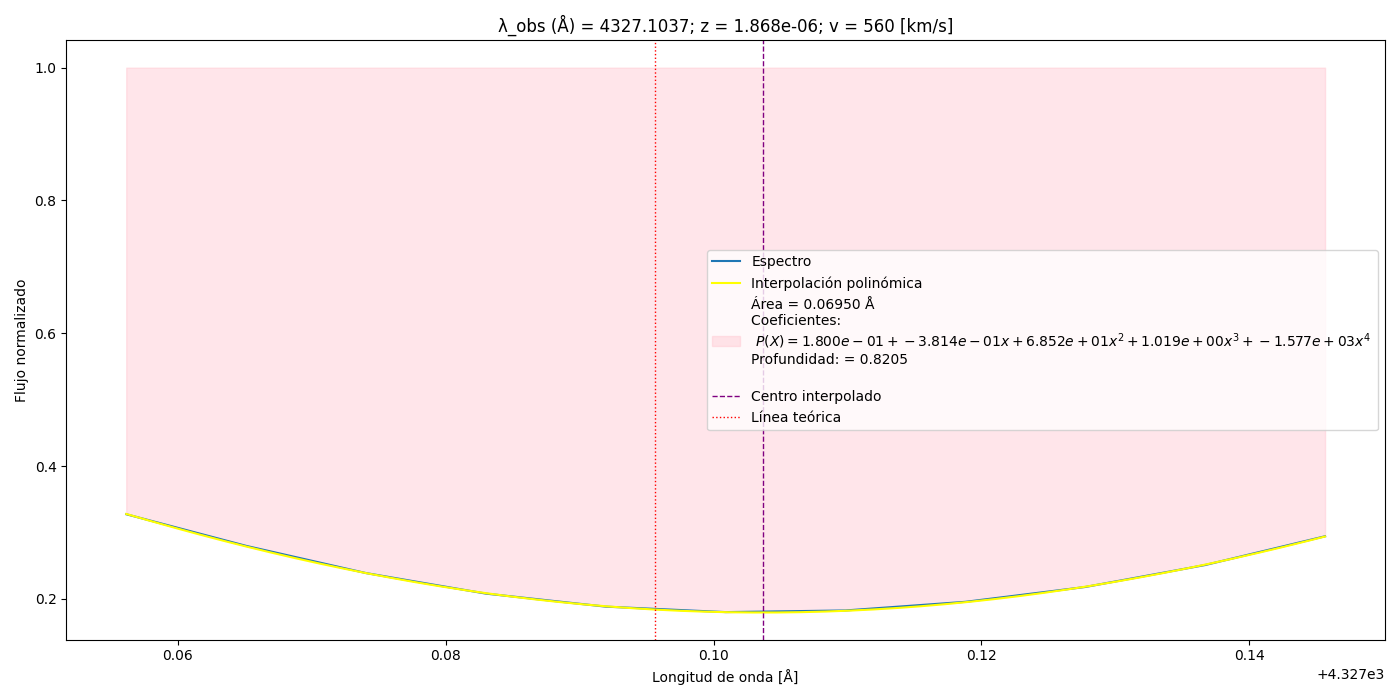 λ_obs (Å) = 4327.1037; z = 1.868e-06; v = 560 [km/s]
Flujo normalizado
1.0
0.8
0.6
0.4
0.2
Espectro
Interpolación polinómica
Área = 0.06950 Å
Coeficientes:
P(X) = 1.800e − 01 + −3.814e − 01x + 6.852e + 01x² + 1.019e + 00x³ + −1.577e + 03x⁴
Profundidad: = 0.8205
Centro interpolado
Línea teórica
0.06
0.08
0.10
0.12
0.14
+4.327e3
Longitud de onda [Å]